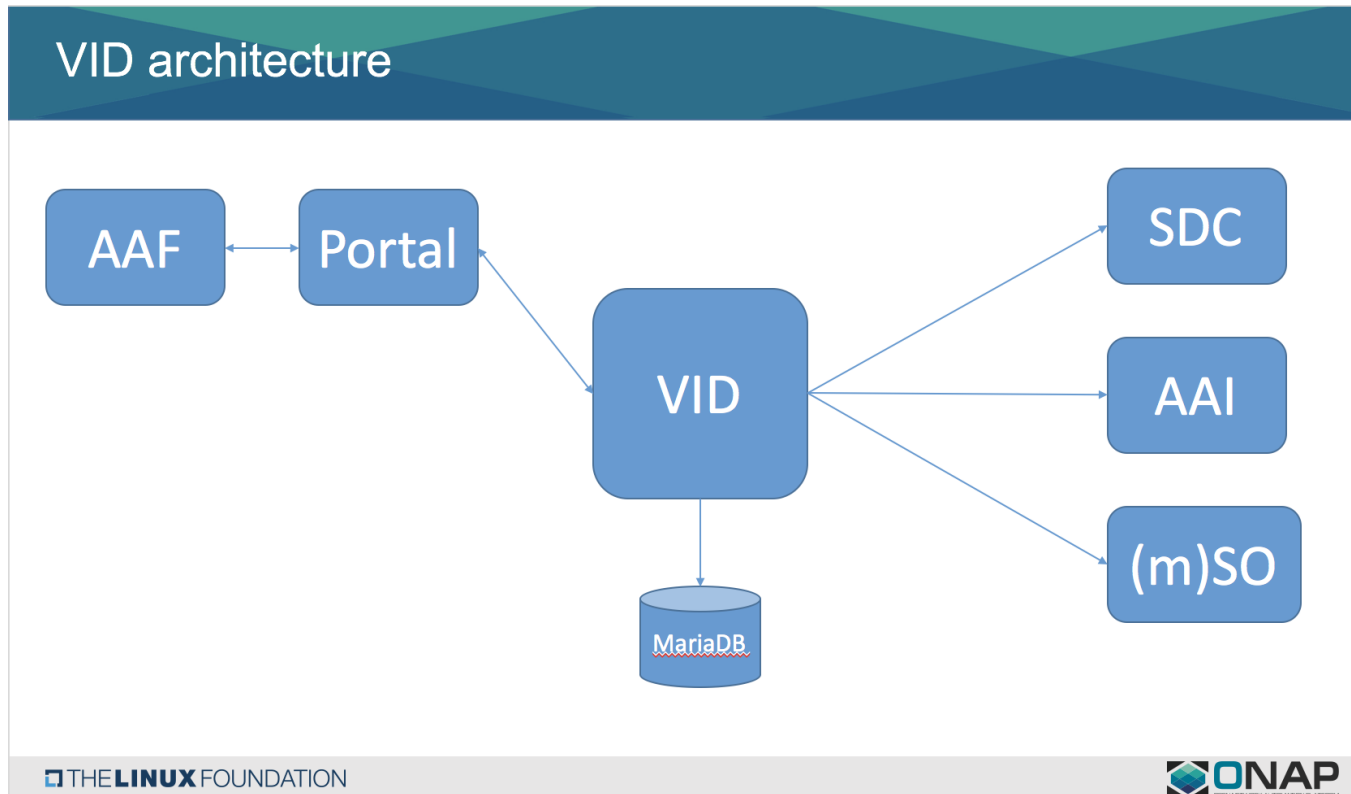 VID architecture
AAF
Portal
SDC
VID
AAI
(m)SO
MariaDB
THE LINUX FOUNDATION
ONAP